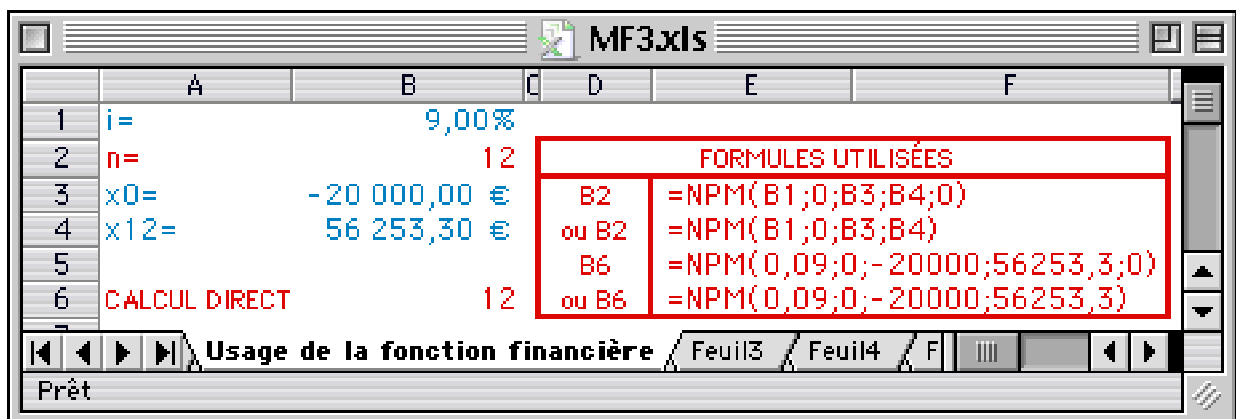 MF3.xls
A B C D E F
1 i= 9,00%
2 n= 12 FORMULES UTILISÉES
3 x0= -20 000,00 € B2 =NPM(B1;0;B3;B4;0)
4 x12= 56 253,30 € ou B2 =NPM(B1;0;B3;B4)
5 B6 =NPM(0,09;0;-20000;56253,3;0)
6 CALCUL DIRECT 12 ou B6 =NPM(0,09;0;-20000;56253,3)
Usage de la fonction financière Feuil3 Feuil4 F
Prêt